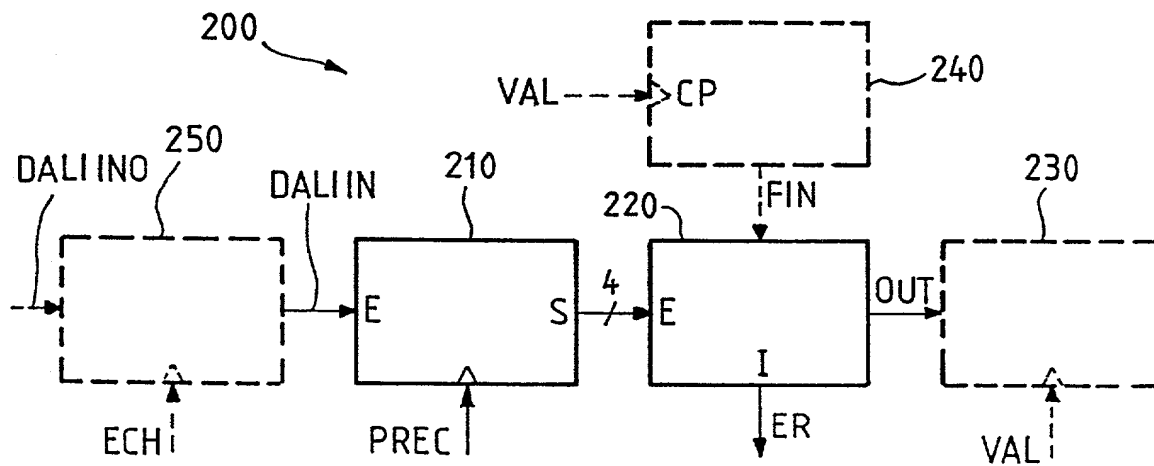 200
VAL
CP
240
DALIINO
250
DALIIN
210
FIN
220
230
E
S
4
E
I
OUT
ECH
PREC
ER
VAL